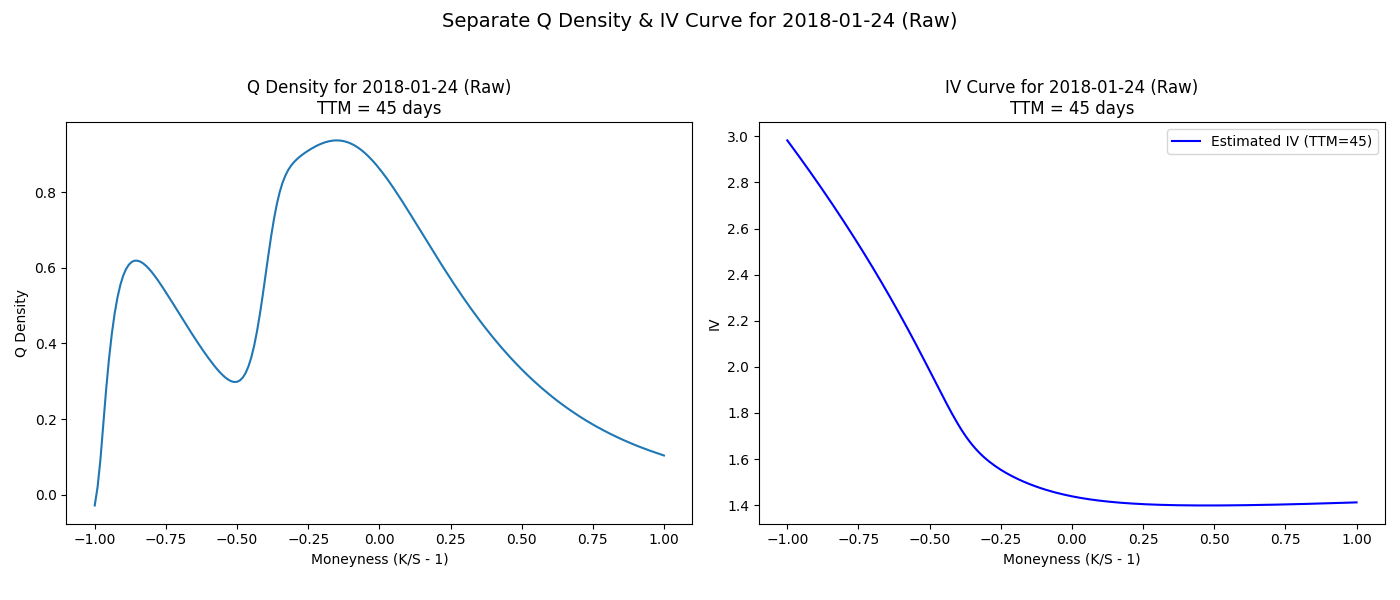 Separate Q Density & IV Curve for 2018-01-24 (Raw)
Q Density for 2018-01-24 (Raw)
TTM = 45 days
Q Density
0.8
0.6
0.4
0.2
0.0
−1.00 −0.75 −0.50 −0.25 0.00 0.25 0.50 0.75 1.00
Moneyness (K/S - 1)
IV Curve for 2018-01-24 (Raw)
TTM = 45 days
Estimated IV (TTM=45)
IV
3.0
2.8
2.6
2.4
2.2
2.0
1.8
1.6
1.4
−1.00 −0.75 −0.50 −0.25 0.00 0.25 0.50 0.75 1.00
Moneyness (K/S - 1)